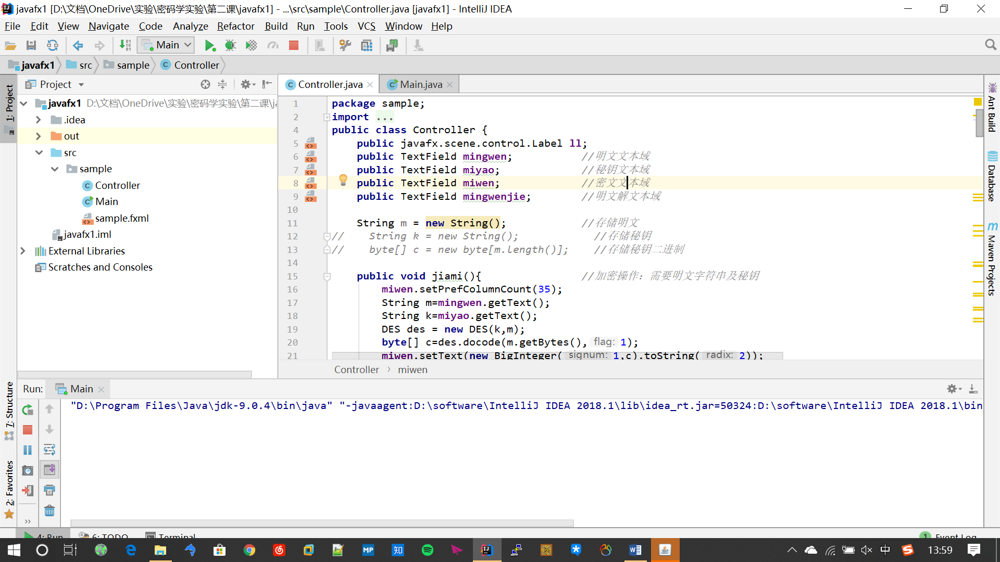 javafx1 [D:\文档\OneDrive\实验\密码学实验\第二课\javafx1] - ...\src\sample\Controller.java [javafx1] - IntelliJ IDEA
File Edit View Navigate Code Analyze Refactor Build Run Tools VCS Window Help
Main
javafx1 src sample Controller
Project
Controller.java Main.java
1: Project
javafx1 D:\文档\OneDrive\实验\密码学实验\第二课\ja
.idea
out
src
sample
Controller
Main
sample.fxml
javafx1.iml
External Libraries
Scratches and Consoles
1 package sample;
2 import ...
4 public class Controller {
5 public javafx.scene.control.Label ll;
6 public TextField mingwen; //明文文本域
7 public TextField miyao; //秘钥文本域
8 public TextField miwen; //密文文本域
9 public TextField mingwenjie; //明文解文本域
10
11 String m = new String(); //存储明文
12 // String k = new String(); //存储秘钥
13 // byte[] c = new byte[m.length()]; //存储秘钥二进制
14
15 public void jiami(){ //加密操作：需要明文字符串及秘钥
16 miwen.setPrefColumnCount(35);
17 String m=mingwen.getText();
18 String k=miyao.getText();
19 DES des = new DES(k,m);
20 byte[] c=des.docode(m.getBytes(), flag: 1);
21 miwen.setText(new BigInteger( signum: 1,c).toString( radix: 2));
Controller › miwen
Ant Build
Database
Maven Projects
m
7: Structure
2: Favorites
Run: Main
"D:\Program Files\Java\jdk-9.0.4\bin\java" "-javaagent:D:\software\IntelliJ IDEA 2018.1\lib\idea_rt.jar=50324:D:\software\IntelliJ IDEA 2018.1\bin
4: Run 6: TODO Terminal 1 Event Log
MP 知 中 13:59